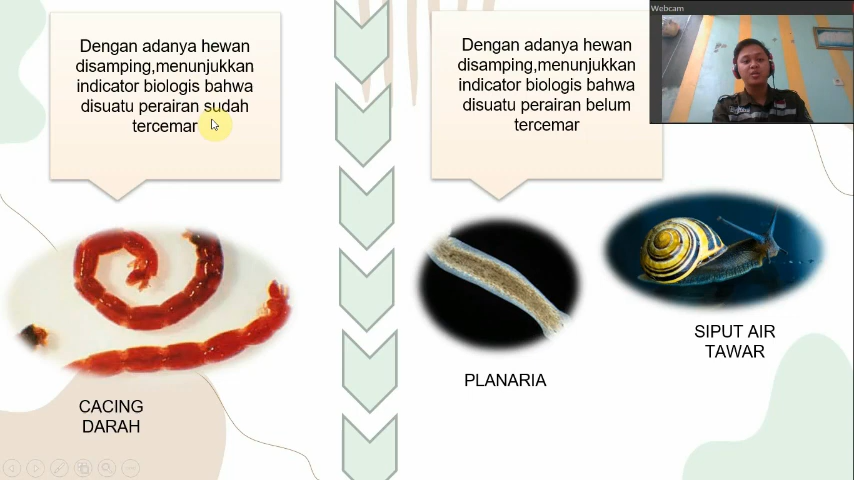 Dengan adanya hewan
disamping,menunjukkan
indicator biologis bahwa
disuatu perairan sudah
tercemar
Dengan adanya hewan
disamping,menunjukkan
indicator biologis bahwa
disuatu perairan belum
tercemar
Webcam
CACING
DARAH
PLANARIA
SIPUT AIR
TAWAR